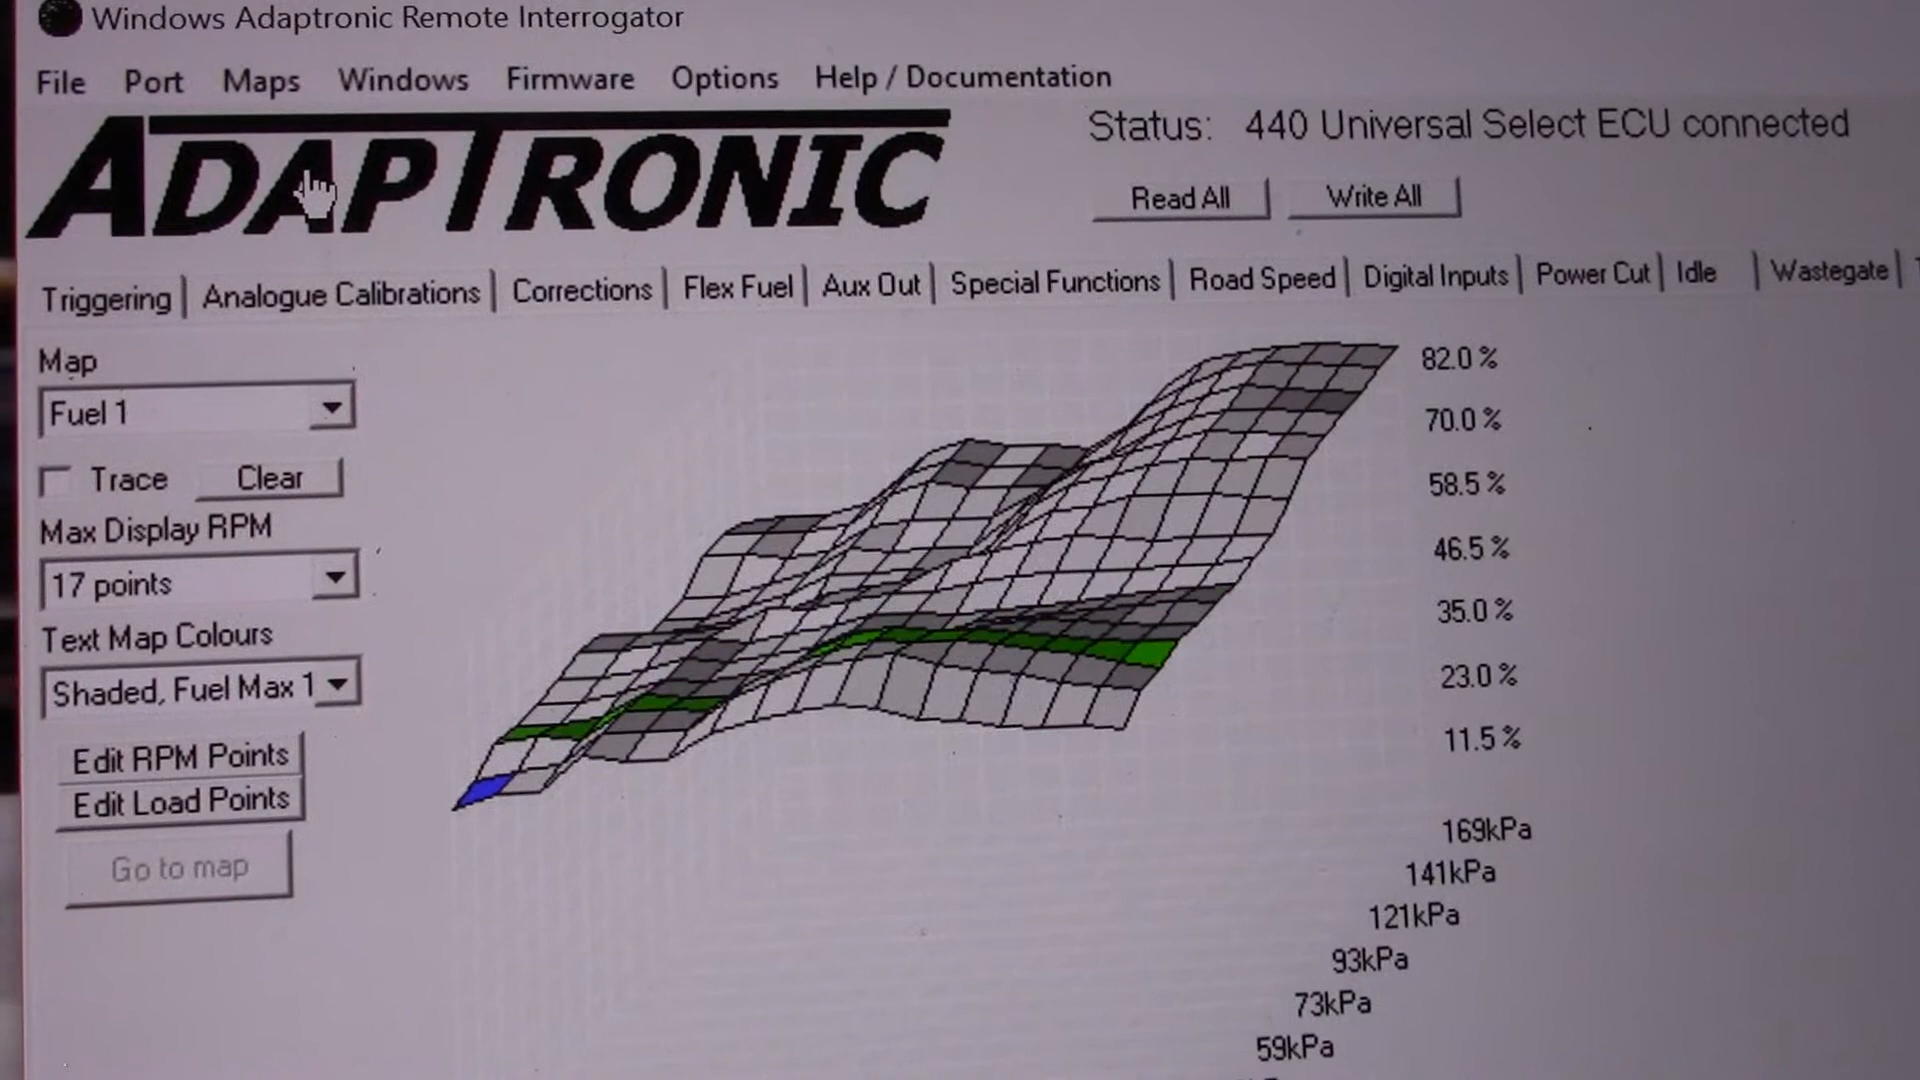 Windows Adaptronic Remote Interrogator
File Port Maps Windows Firmware Options Help / Documentation
ADAPTRONIC
Status: 440 Universal Select ECU connected
Read All Write All
Triggering Analogue Calibrations Corrections Flex Fuel Aux Out Special Functions Road Speed Digital Inputs Power Cut Idle Wastegate
Map
Fuel 1
Trace Clear
Max Display RPM
17 points
Text Map Colours
Shaded, Fuel Max 1
Edit RPM Points
Edit Load Points
Go to map
82.0 %
70.0 %
58.5 %
46.5 %
35.0 %
23.0 %
11.5 %
169kPa
141kPa
121kPa
93kPa
73kPa
59kPa